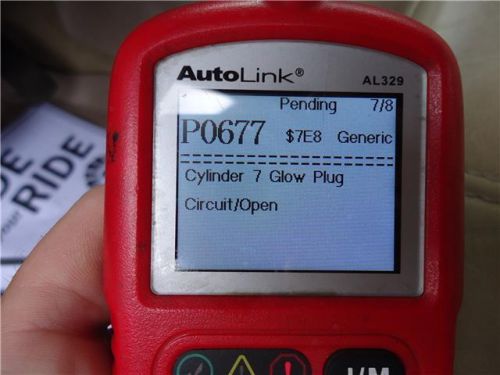 AutoLink®
AL329
Pending 7/8
P0677 $7E8 Generic
Cylinder 7 Glow Plug
Circuit/Open
I/M
RIDE
RIDE